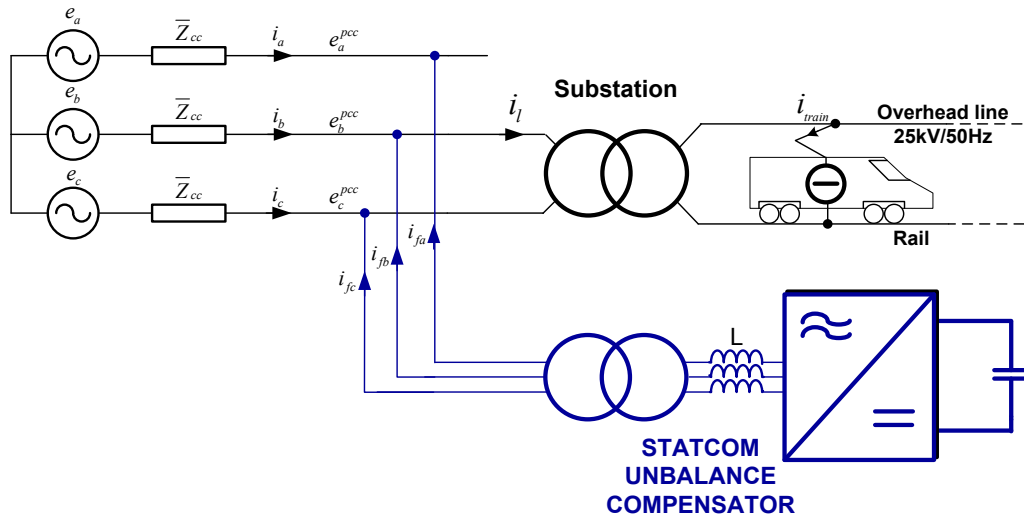 e_a
Z̅_cc
i_a
e_a^pcc
e_b
Z̅_cc
i_b
e_b^pcc
i_l
Substation
i_train
Overhead line
25kV/50Hz
e_c
Z̅_cc
i_c
e_c^pcc
i_fa
i_fb
i_fc
Rail
L
STATCOM
UNBALANCE
COMPENSATOR